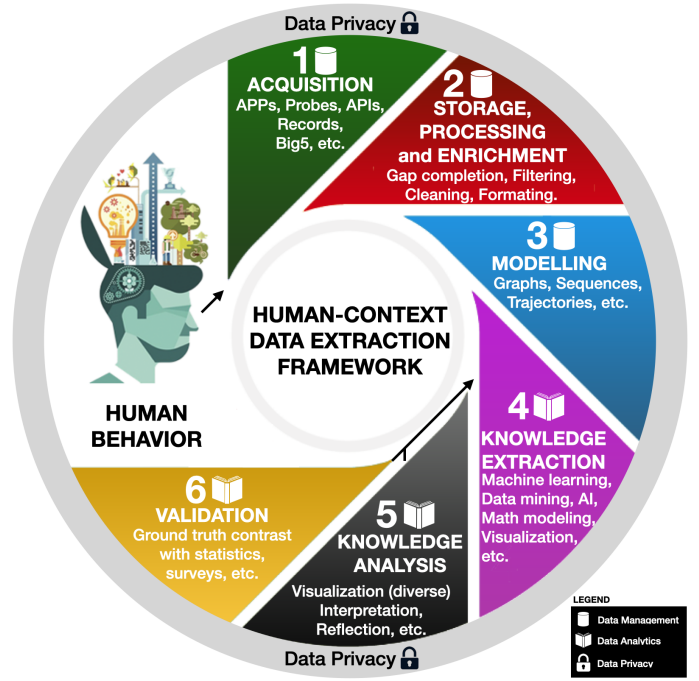 Data Privacy
1
ACQUISITION
APPs, Probes, APIs,
Records,
Big5, etc.
2
STORAGE,
PROCESSING
and ENRICHMENT
Gap completion, Filtering,
Cleaning, Formating.
3
MODELLING
Graphs, Sequences,
Trajectories, etc.
HUMAN-CONTEXT
DATA EXTRACTION
FRAMEWORK
HUMAN
BEHAVIOR
4
KNOWLEDGE
EXTRACTION
Machine learning,
Data mining, AI,
Math modeling,
Visualization,
etc.
5
KNOWLEDGE
ANALYSIS
Visualization (diverse)
Interpretation,
Reflection, etc.
6
VALIDATION
Ground truth contrast
with statistics,
surveys, etc.
Data Privacy
LEGEND
Data Management
Data Analytics
Data Privacy